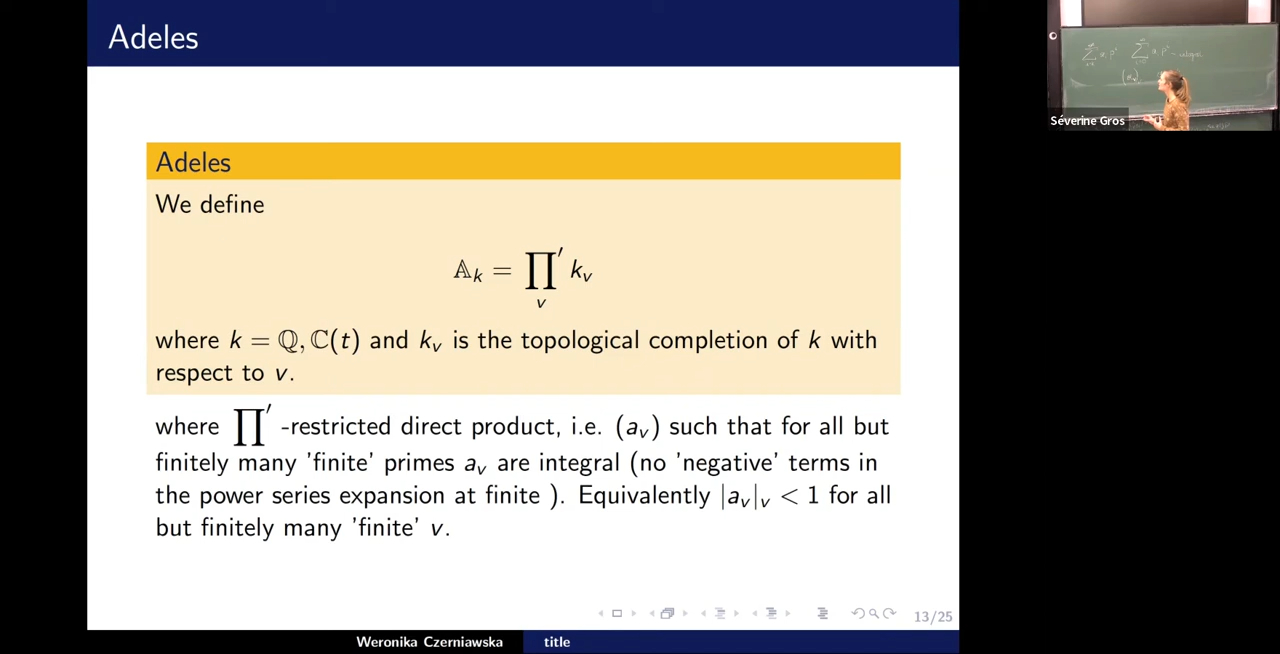 Adeles
Adeles
We define
𝔸_k = ∏′_v k_v
where k = ℚ, ℂ(t) and k_v is the topological completion of k with
respect to v.
where ∏′ -restricted direct product, i.e. (a_v) such that for all but
finitely many 'finite' primes a_v are integral (no 'negative' terms in
the power series expansion at finite ). Equivalently |a_v|_v < 1 for all
but finitely many 'finite' v.
13/25
Weronika Czerniawska title
Séverine Gros